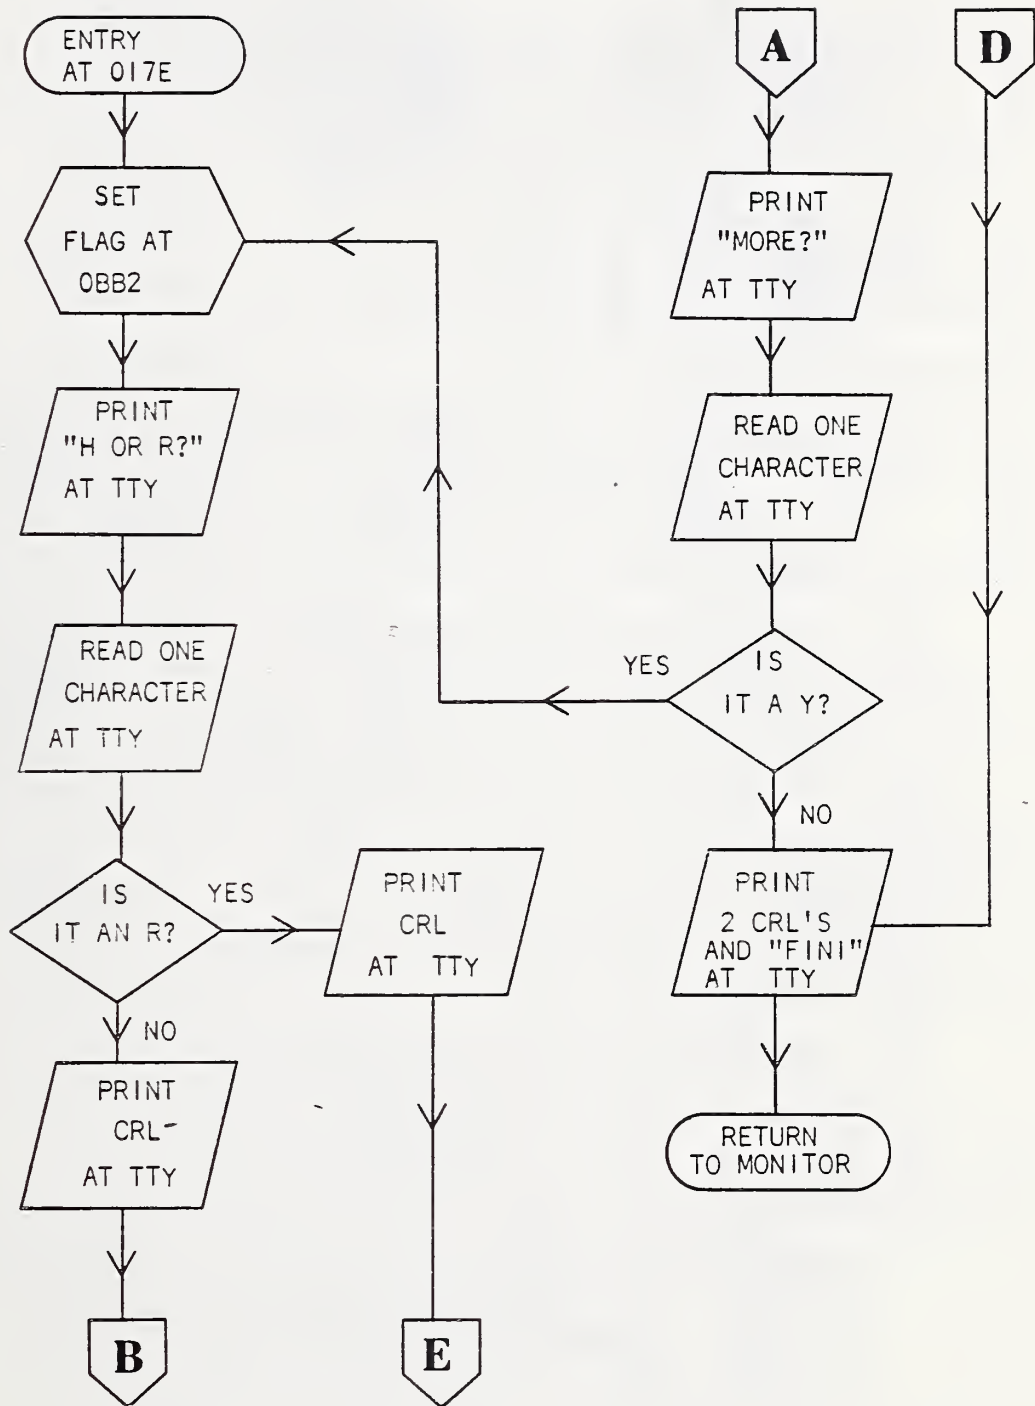 ENTRY
AT 017E
SET
FLAG AT
0BB2
PRINT
"H OR R?"
AT TTY
READ ONE
CHARACTER
AT TTY
IS
IT AN R?
YES
NO
PRINT
CRL
AT TTY
PRINT
CRL
AT TTY
B
E
A
PRINT
"MORE?"
AT TTY
READ ONE
CHARACTER
AT TTY
IS
IT A Y?
YES
NO
PRINT
2 CRL'S
AND "FINI"
AT TTY
RETURN
TO MONITOR
D